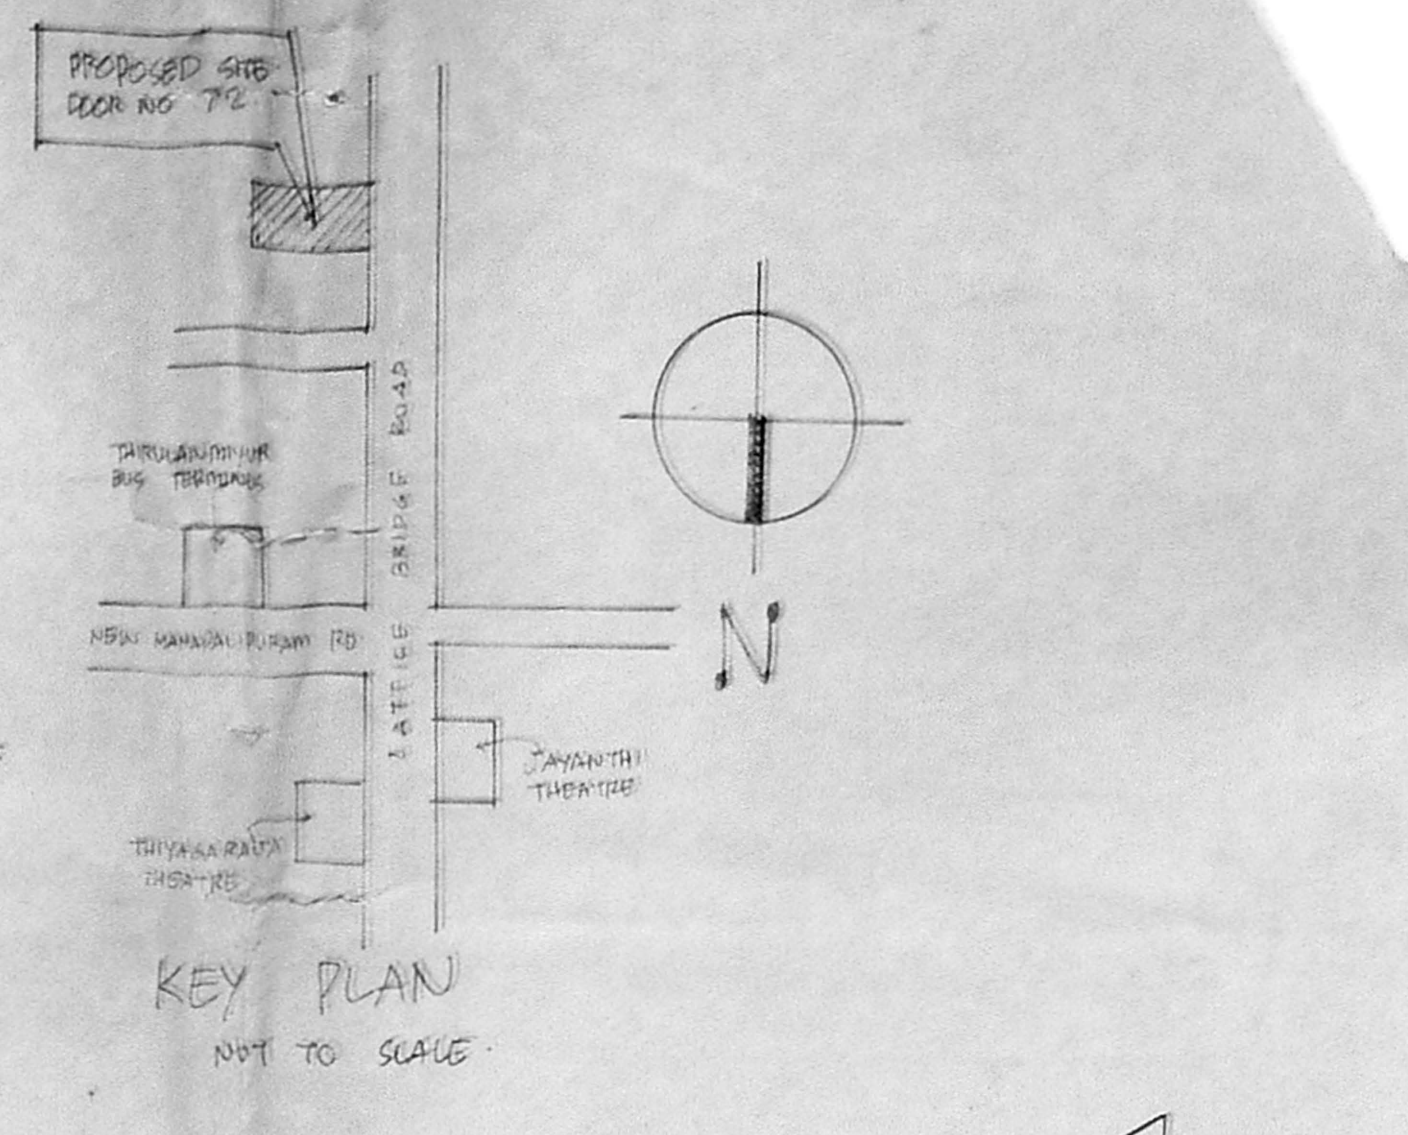 PROPOSED SITE
DOOR NO 72
LATTICE BRIDGE ROAD
THIRUVANMIYUR
BUS TERMINUS
N
NEW MAHABALIPURAM RD
JAYANTHI
THEATRE
THIYAGARAJA
THEATRE
KEY PLAN
NOT TO SCALE.